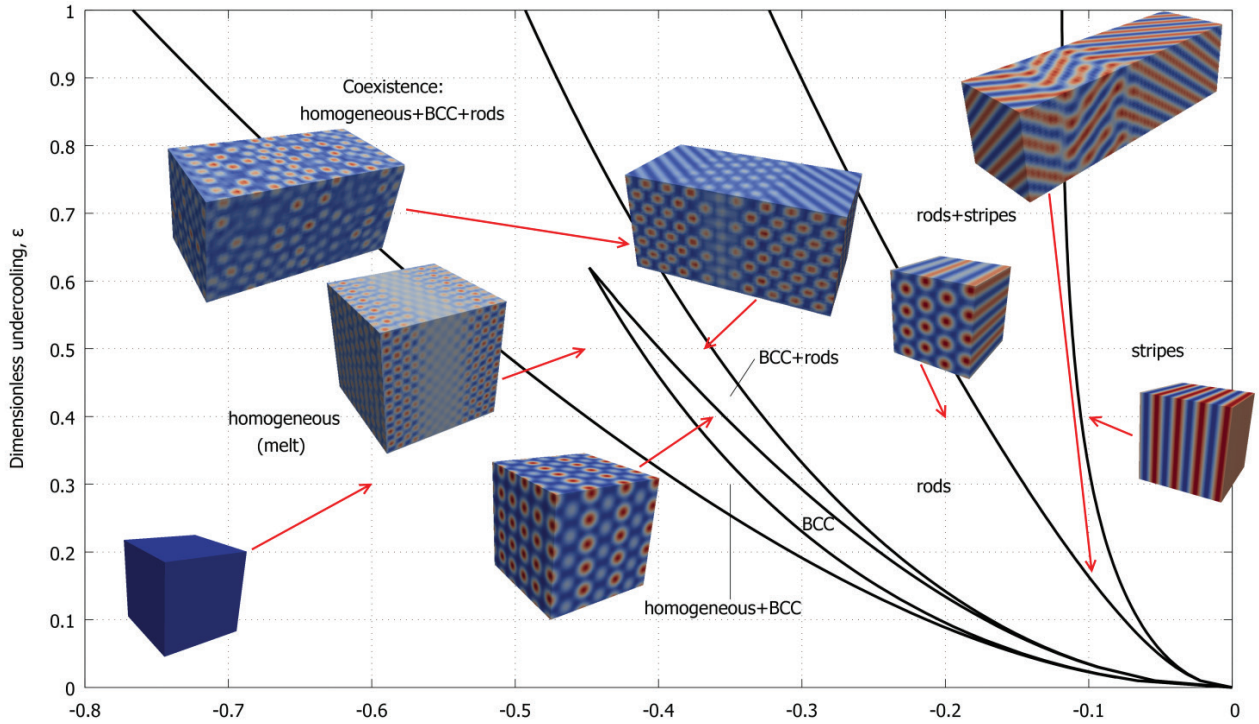 1
0.9
0.8
0.7
0.6
0.5
0.4
0.3
0.2
0.1
0
Dimensionless undercooling, ε
Coexistence:
homogeneous+BCC+rods
rods+stripes
stripes
BCC+rods
homogeneous
(melt)
rods
BCC
homogeneous+BCC
-0.8 -0.7 -0.6 -0.5 -0.4 -0.3 -0.2 -0.1 0